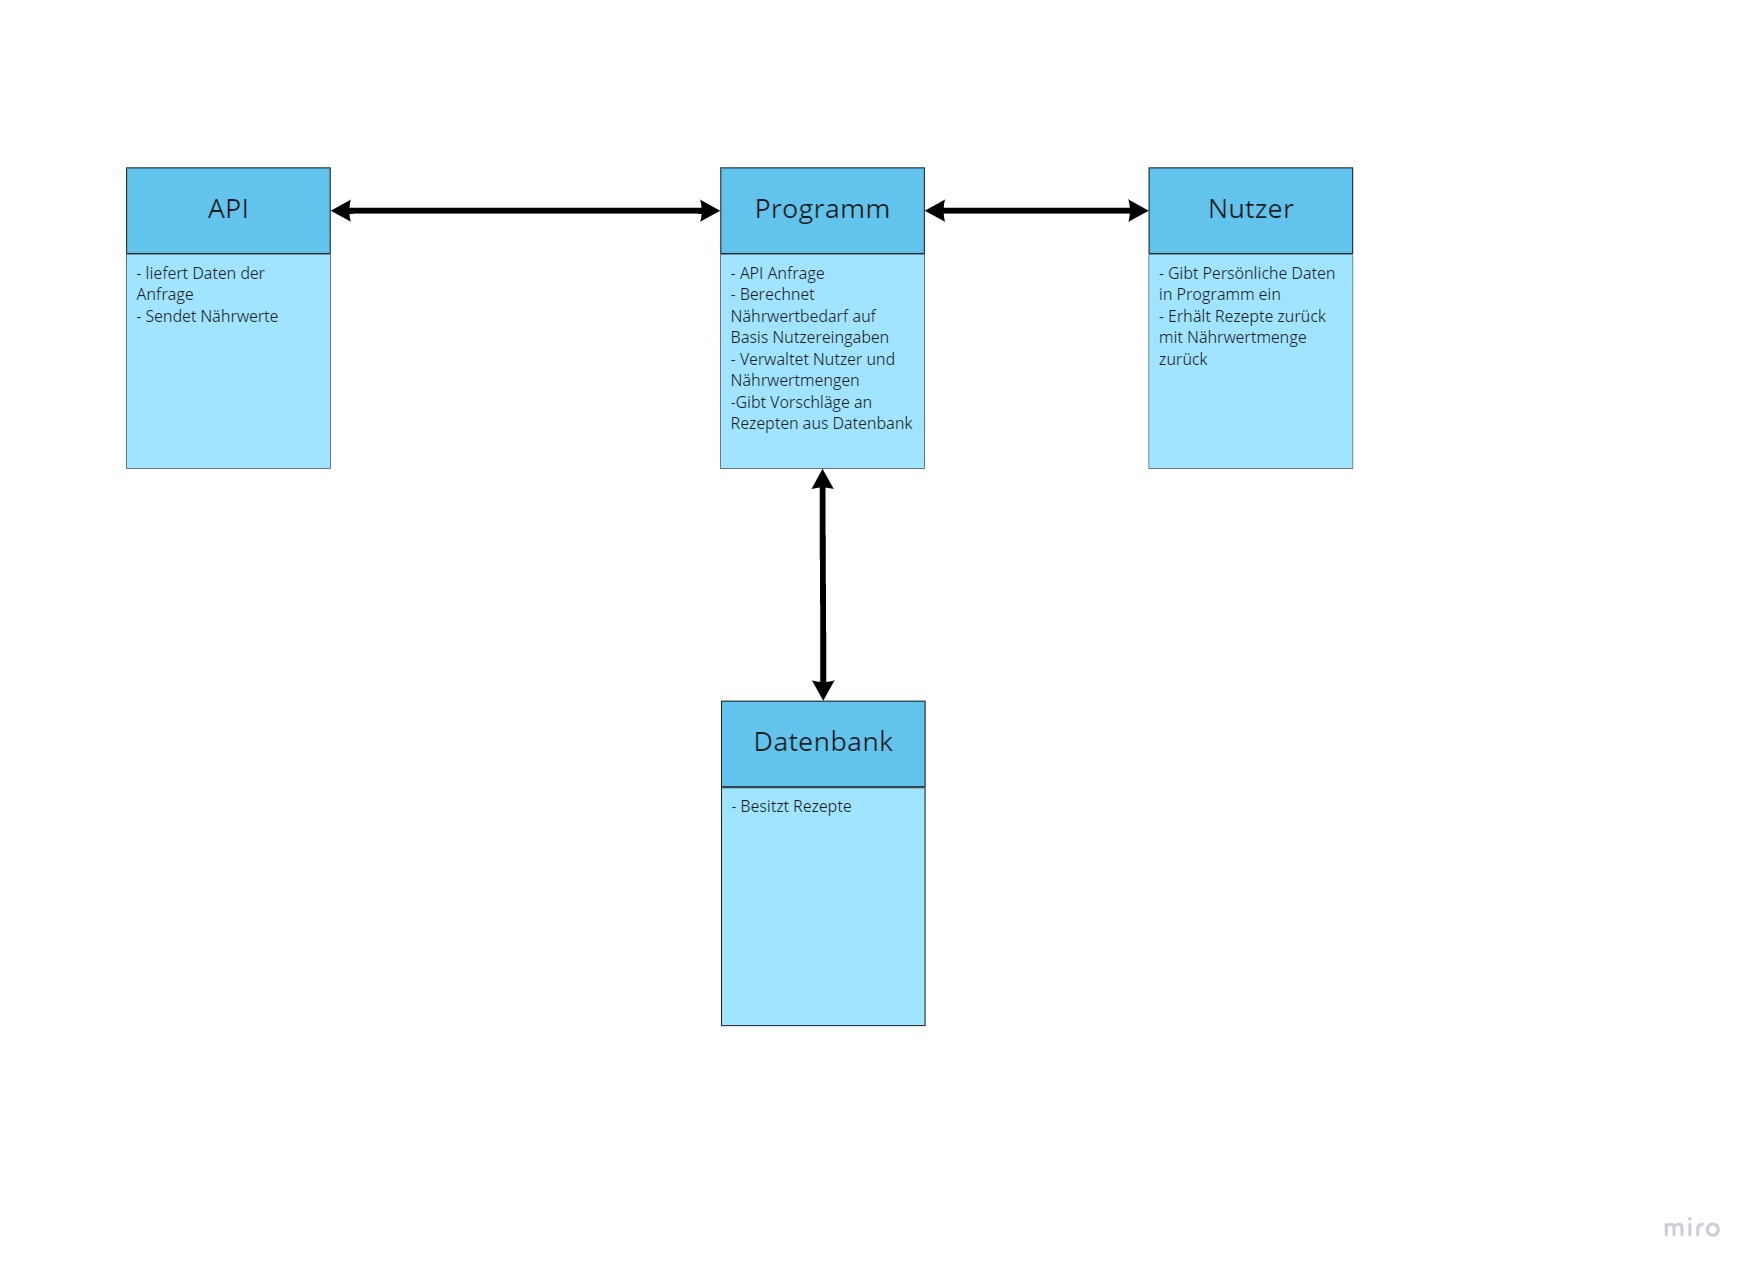 API
- liefert Daten der
Anfrage
- Sendet Nährwerte
Programm
- API Anfrage
- Berechnet
Nährwertbedarf auf
Basis Nutzereingaben
- Verwaltet Nutzer und
Nährwertmengen
-Gibt Vorschläge an
Rezepten aus Datenbank
Nutzer
- Gibt Persönliche Daten
in Programm ein
- Erhält Rezepte zurück
mit Nährwertmenge
zurück
Datenbank
- Besitzt Rezepte
miro